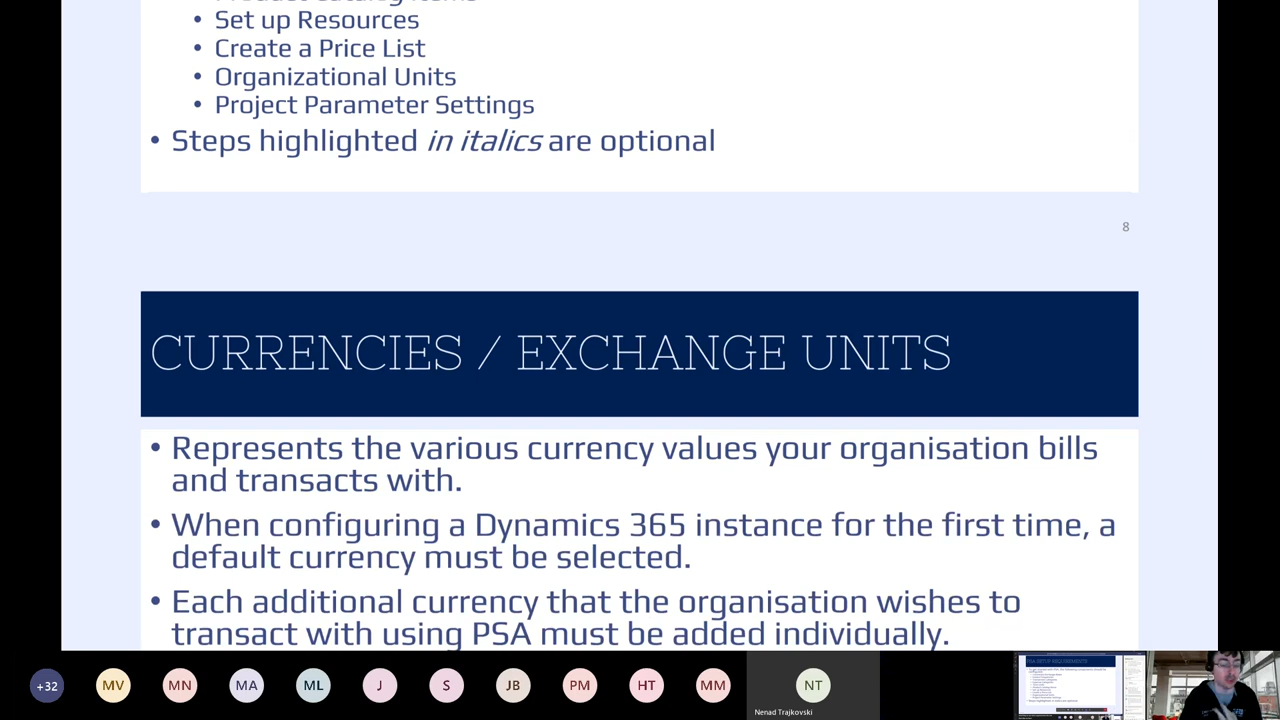 • Set up Resources
• Create a Price List
• Organizational Units
• Project Parameter Settings
• Steps highlighted in italics are optional
8
CURRENCIES / EXCHANGE UNITS
• Represents the various currency values your organisation bills
and transacts with.
• When configuring a Dynamics 365 instance for the first time, a
default currency must be selected.
• Each additional currency that the organisation wishes to
transact with using PSA must be added individually.
+32 MV MA ML J S JB PM HT MM NT
Nenad Trajkovski